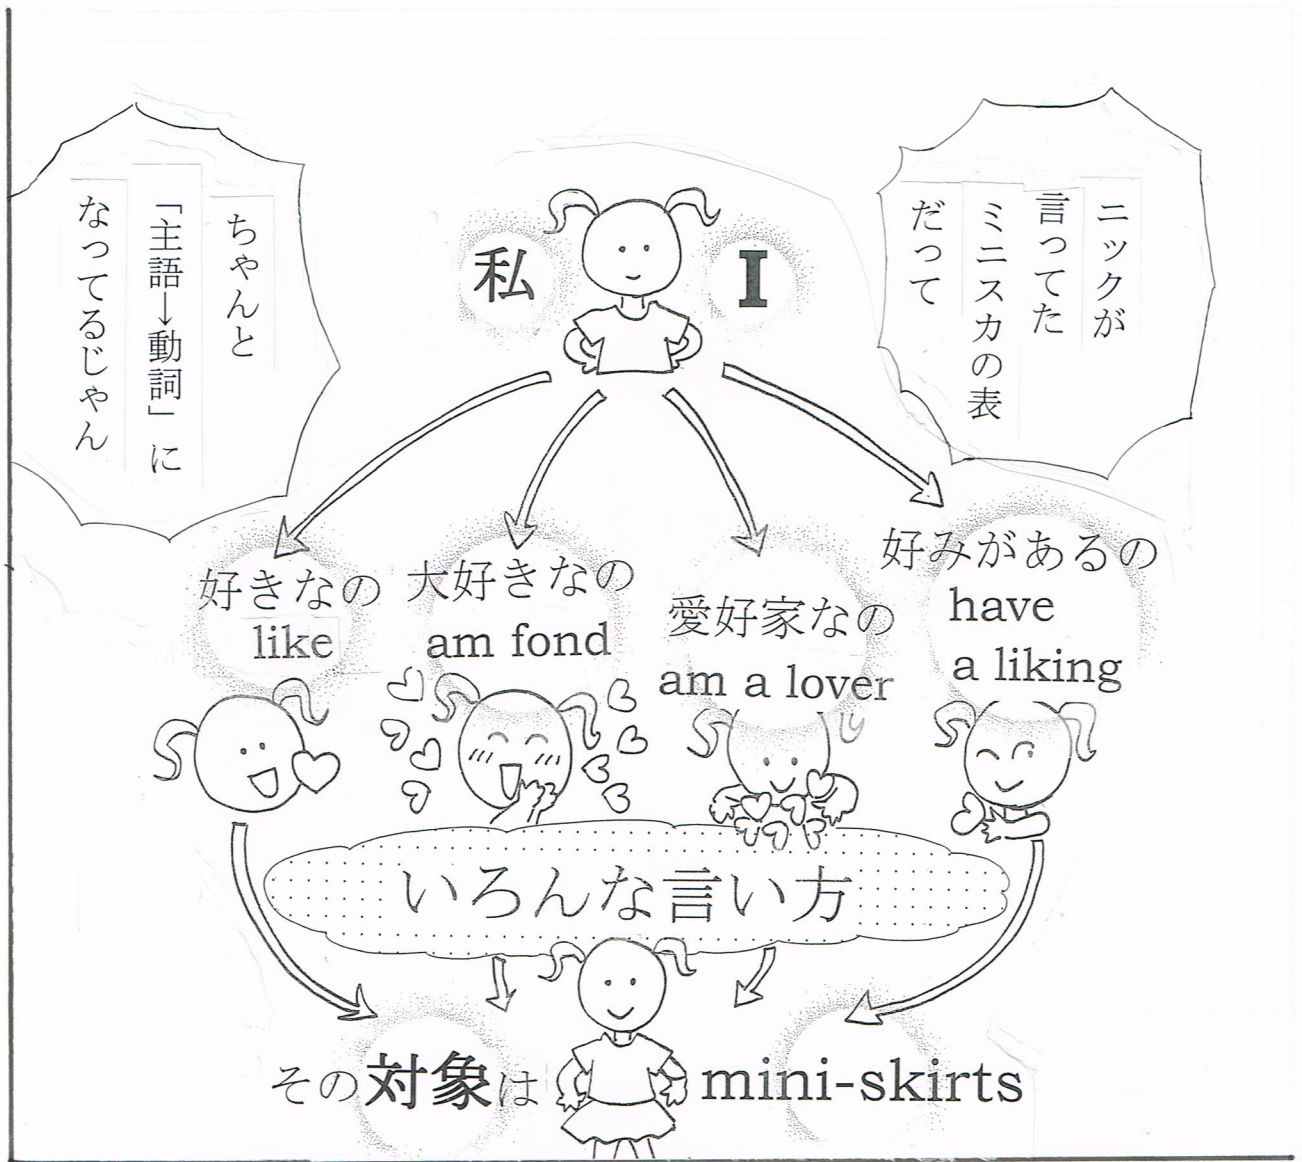 ニックが
言ってた
ミニスカの表
だって
ちゃんと
「主語→動詞」に
なってるじゃん
私
I
好きなの
like
大好きなの
am fond
愛好家なの
am a lover
好みがあるの
have
a liking
いろんな言い方
その対象は
mini-skirts